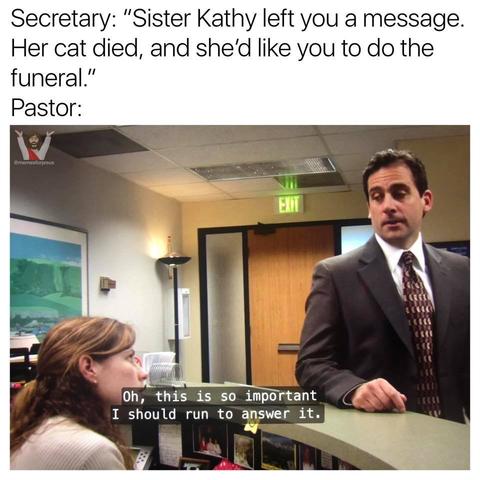 Secretary: "Sister Kathy left you a message.
Her cat died, and she'd like you to do the
funeral."
Pastor:
@memesforjesus
EXIT
Oh, this is so important
I should run to answer it.